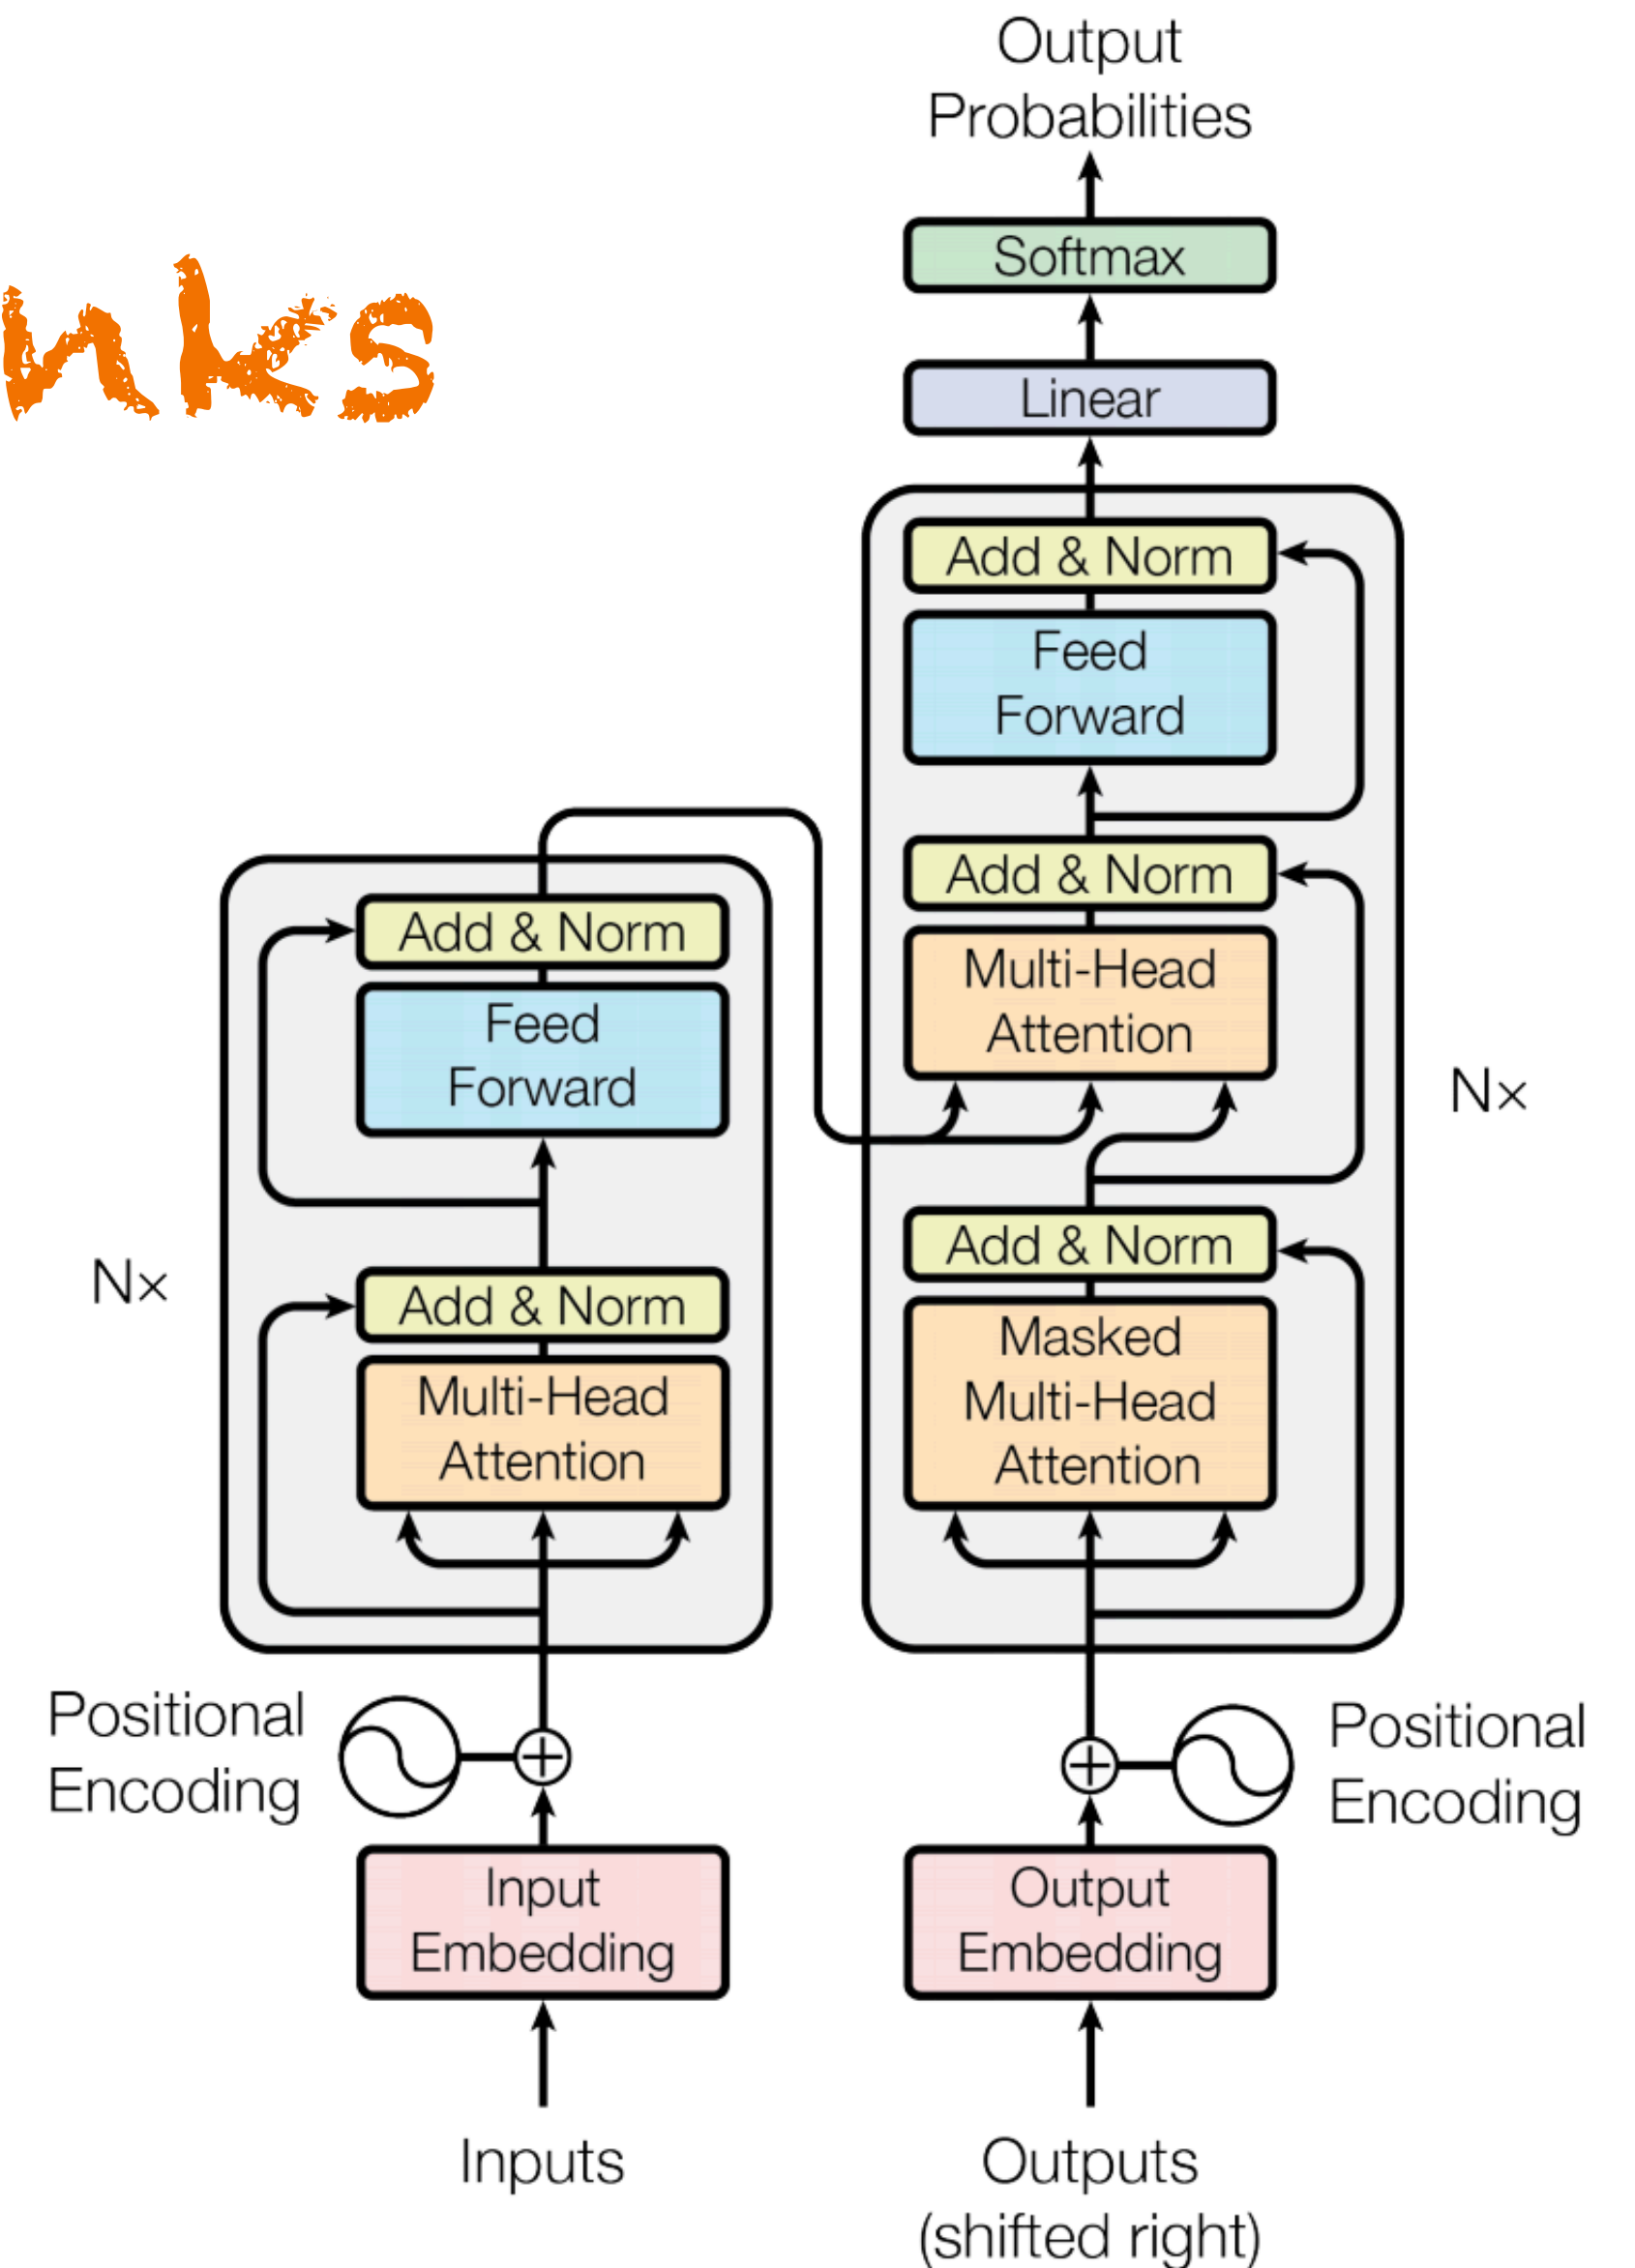 Output
Probabilities
Softmax
nks
Linear
Add & Norm
Feed
Forward
Add & Norm
Multi-Head
Attention
Nx
Add & Norm
Masked
Multi-Head
Attention
Add & Norm
Feed
Forward
Nx
Add & Norm
Multi-Head
Attention
Positional
Encoding
Positional
Encoding
Input
Embedding
Output
Embedding
Inputs
Outputs
(shifted right)